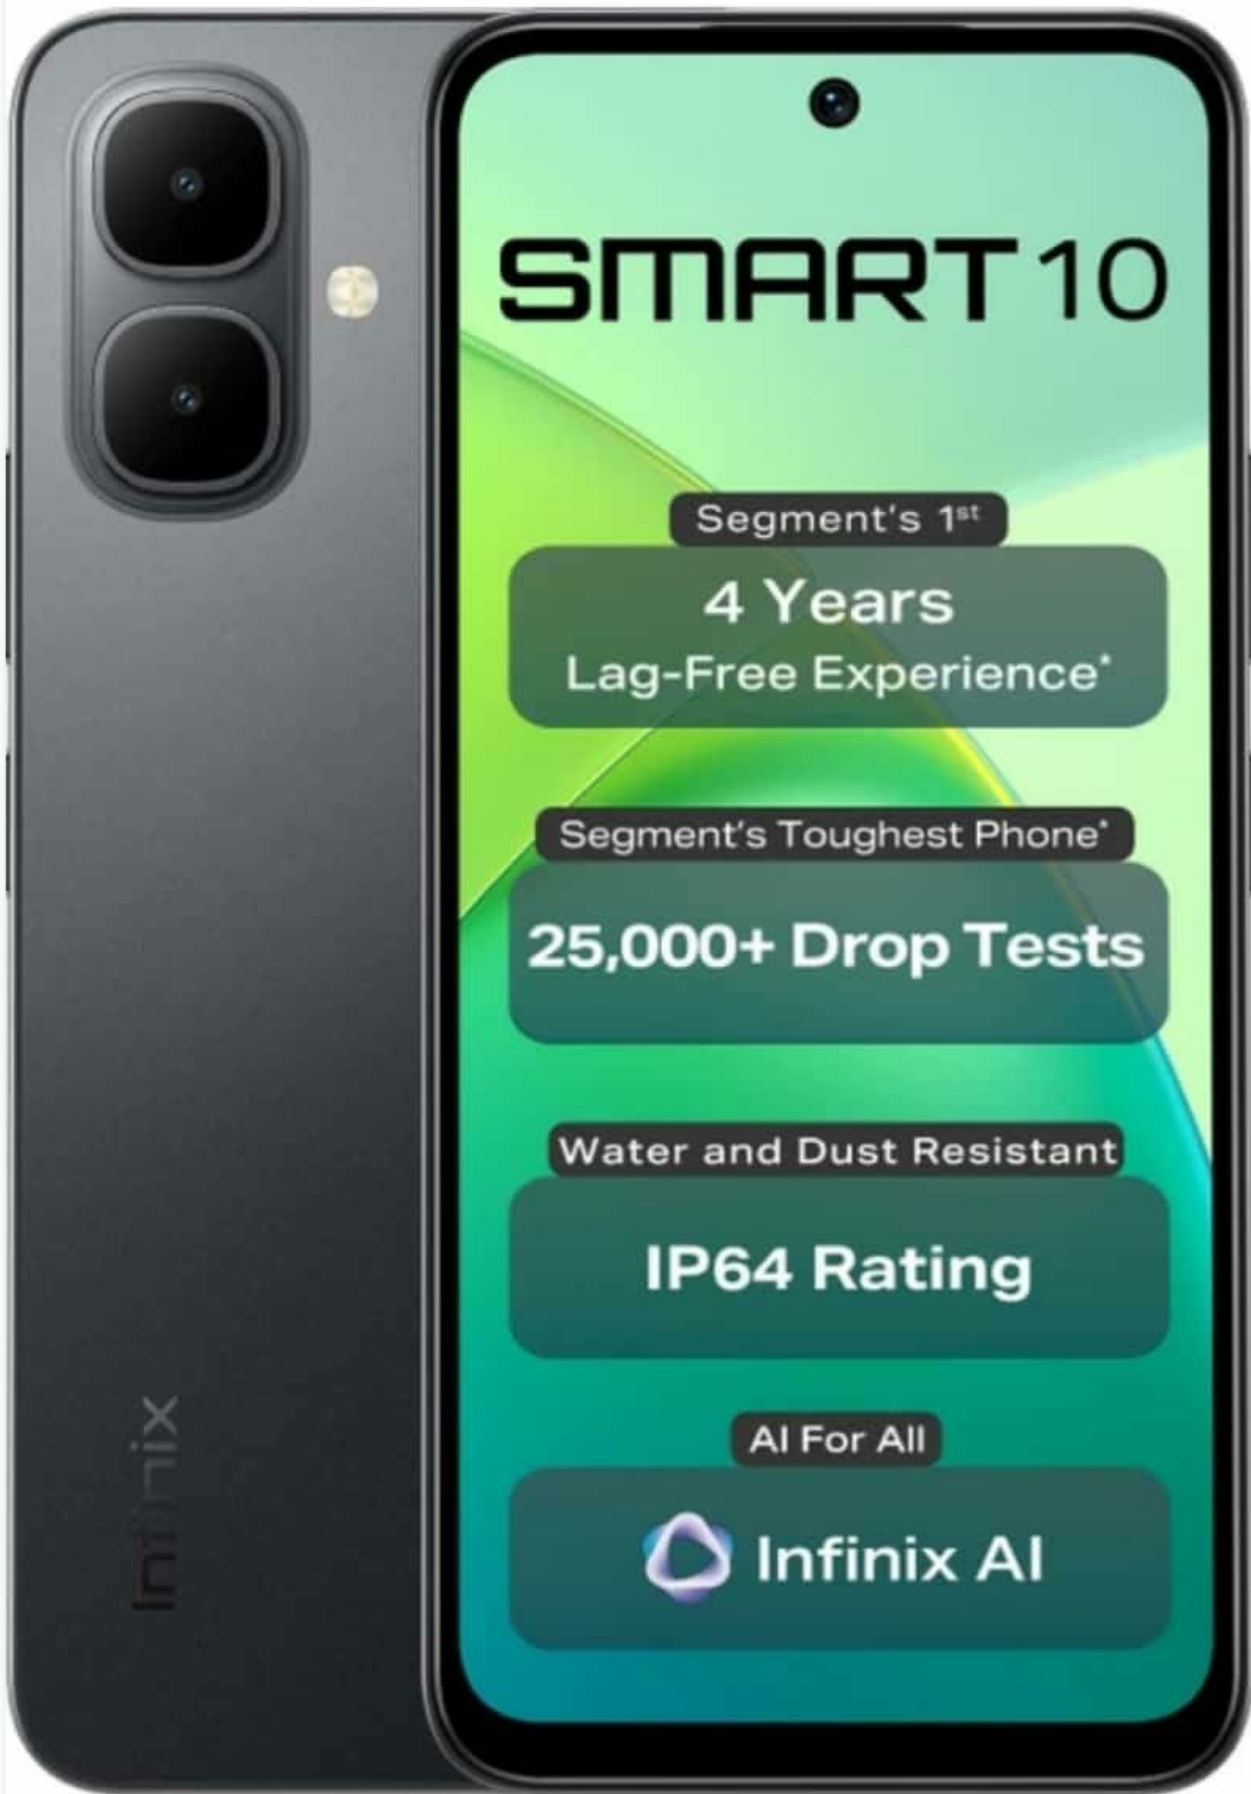 Infinix
SMART 10
Segment's 1st
4 Years
Lag-Free Experience*
Segment's Toughest Phone*
25,000+ Drop Tests
Water and Dust Resistant
IP64 Rating
AI For All
Infinix AI